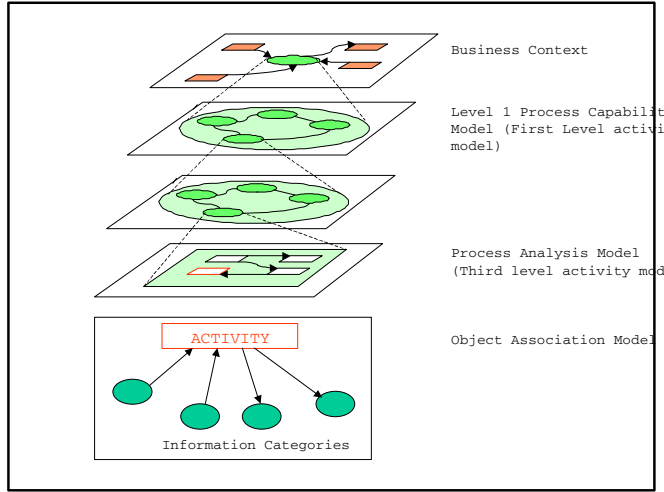 Business Context
Level 1 Process Capabilit
Model (First Level activi
model)
Process Analysis Model
(Third level activity mod
ACTIVITY
Object Association Model
Information Categories